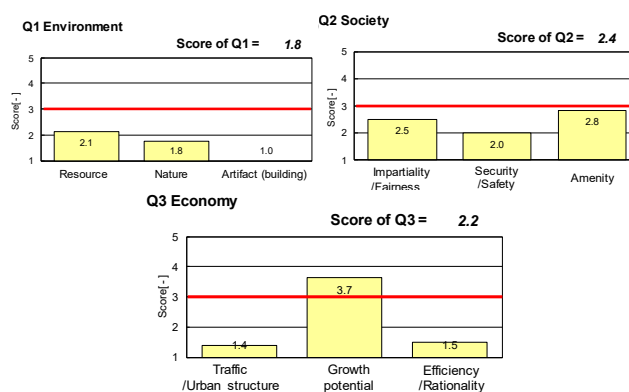 Q1 Environment
Score of Q1 = 1.8
5
4
3
2
1
Score[-]
2.1
1.8
1.0
Resource
Nature
Artifact (building)
Q2 Society
Score of Q2 = 2.4
5
4
3
2
1
Score[-]
2.5
2.0
2.8
Impartiality
/Fairness
Security
/Safety
Amenity
Q3 Economy
Score of Q3 = 2.2
5
4
3
2
1
Score[-]
1.4
3.7
1.5
Traffic
/Urban structure
Growth
potential
Efficiency
/Rationality